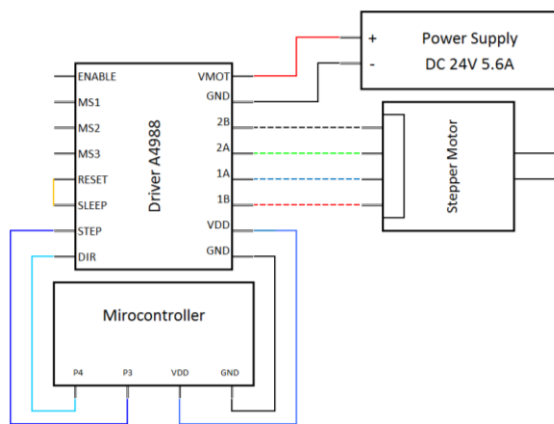 ENABLE
MS1
MS2
MS3
RESET
SLEEP
STEP
DIR
Driver A4988
VMOT
GND
2B
2A
1A
1B
VDD
GND
+
-
Power Supply
DC 24V 5.6A
Stepper Motor
Mirocontroller
P4
P3
VDD
GND